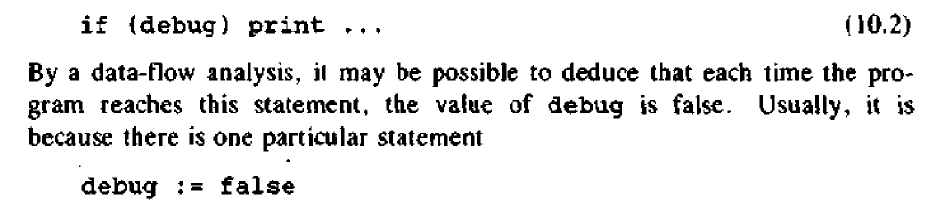 if (debug) print ... (10.2)
By a data-flow analysis, it may be possible to deduce that each time the pro-
gram reaches this statement, the value of debug is false. Usually, it is
because there is one particular statement
debug := false